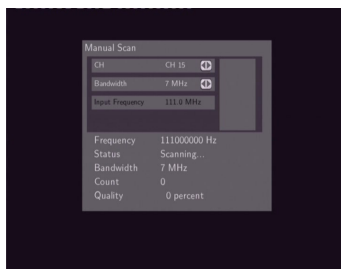 Manual Scan
CH CH 15
Bandwidth 7 MHz
Input Frequency 111.0 MHz
Frequency 111000000 Hz
Status Scanning...
Bandwidth 7 MHz
Count 0
Quality 0 percent